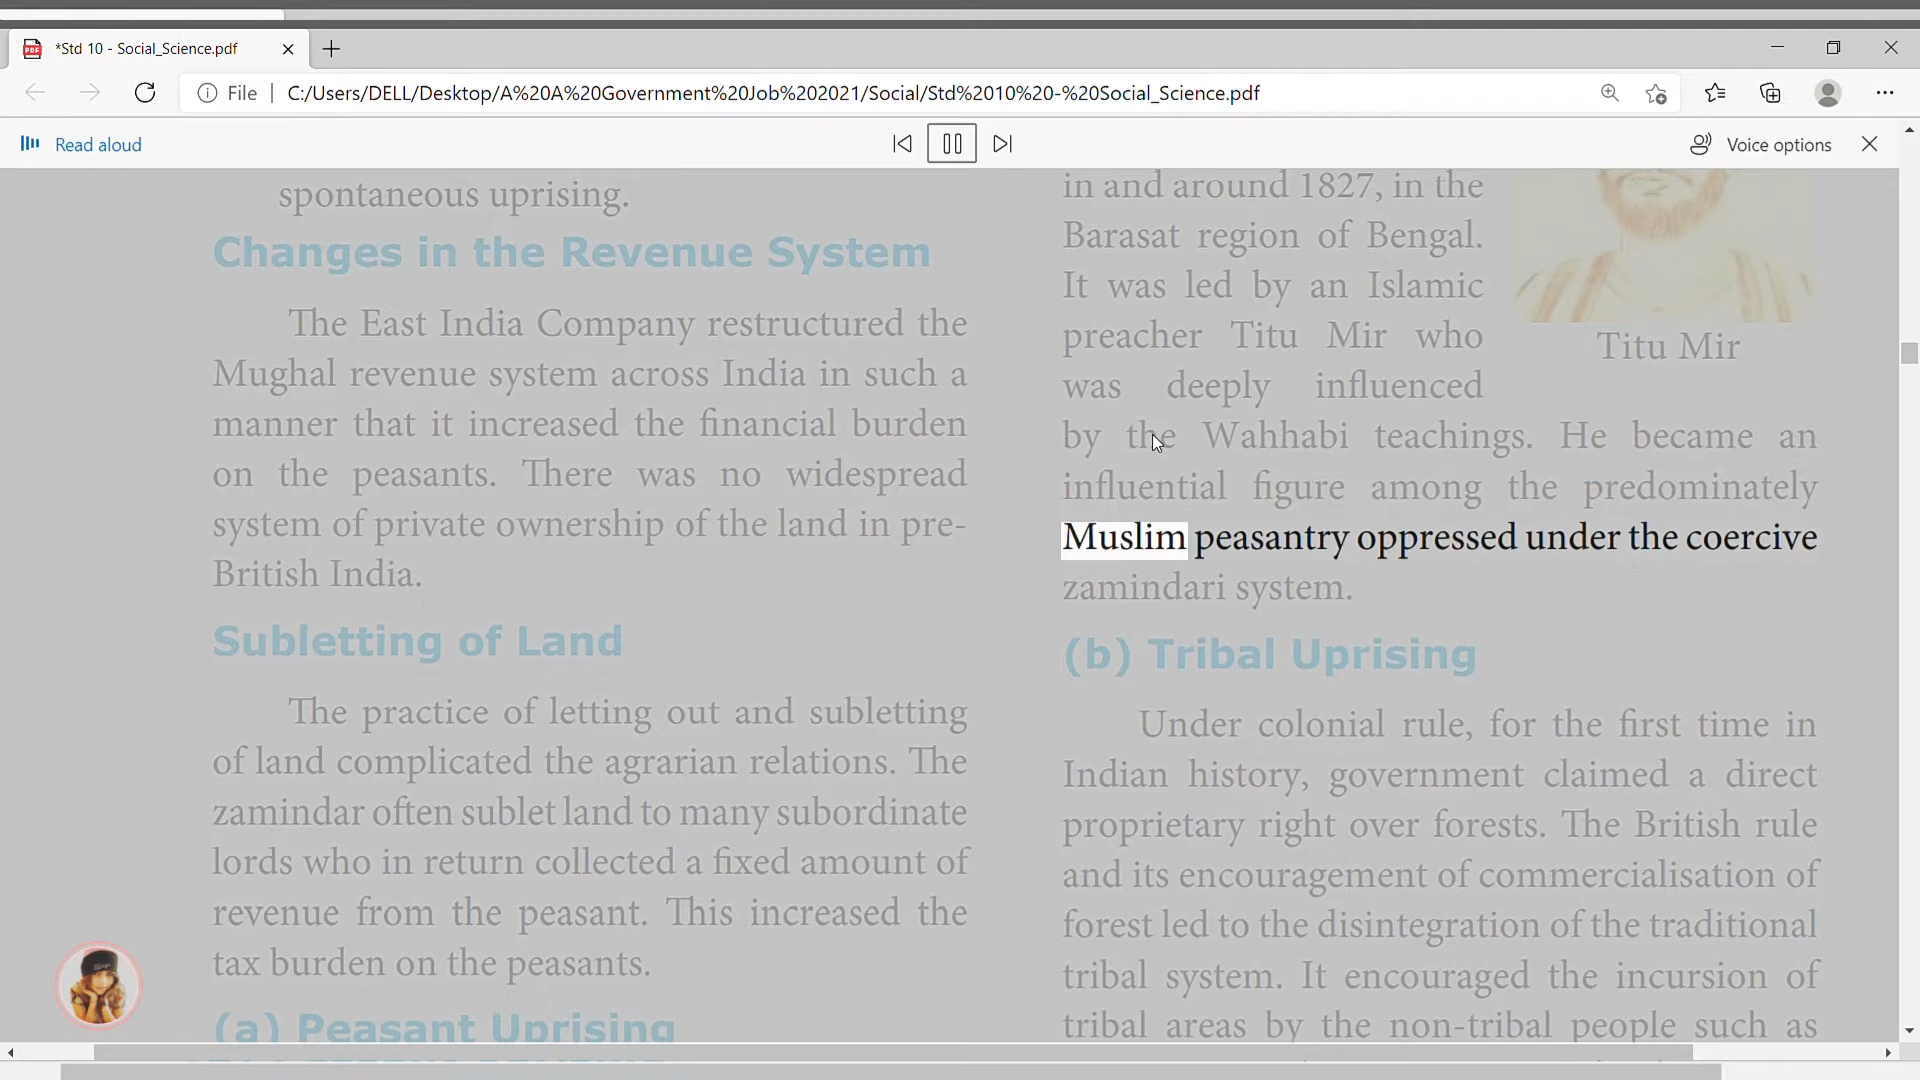 *Std 10 - Social_Science.pdf
File | C:/Users/DELL/Desktop/A%20A%20Government%20Job%202021/Social/Std%2010%20-%20Social_Science.pdf
Read aloud
Voice options
spontaneous uprising.
Changes in the Revenue System
The East India Company restructured the
Mughal revenue system across India in such a
manner that it increased the financial burden
on the peasants. There was no widespread
system of private ownership of the land in pre-
British India.
Subletting of Land
The practice of letting out and subletting
of land complicated the agrarian relations. The
zamindar often sublet land to many subordinate
lords who in return collected a fixed amount of
revenue from the peasant. This increased the
tax burden on the peasants.
(a) Peasant Uprising
in and around 1827, in the
Barasat region of Bengal.
It was led by an Islamic
preacher Titu Mir who
was deeply influenced
by the Wahhabi teachings. He became an
influential figure among the predominately
Muslim peasantry oppressed under the coercive
zamindari system.
Titu Mir
(b) Tribal Uprising
Under colonial rule, for the first time in
Indian history, government claimed a direct
proprietary right over forests. The British rule
and its encouragement of commercialisation of
forest led to the disintegration of the traditional
tribal system. It encouraged the incursion of
tribal areas by the non-tribal people such as